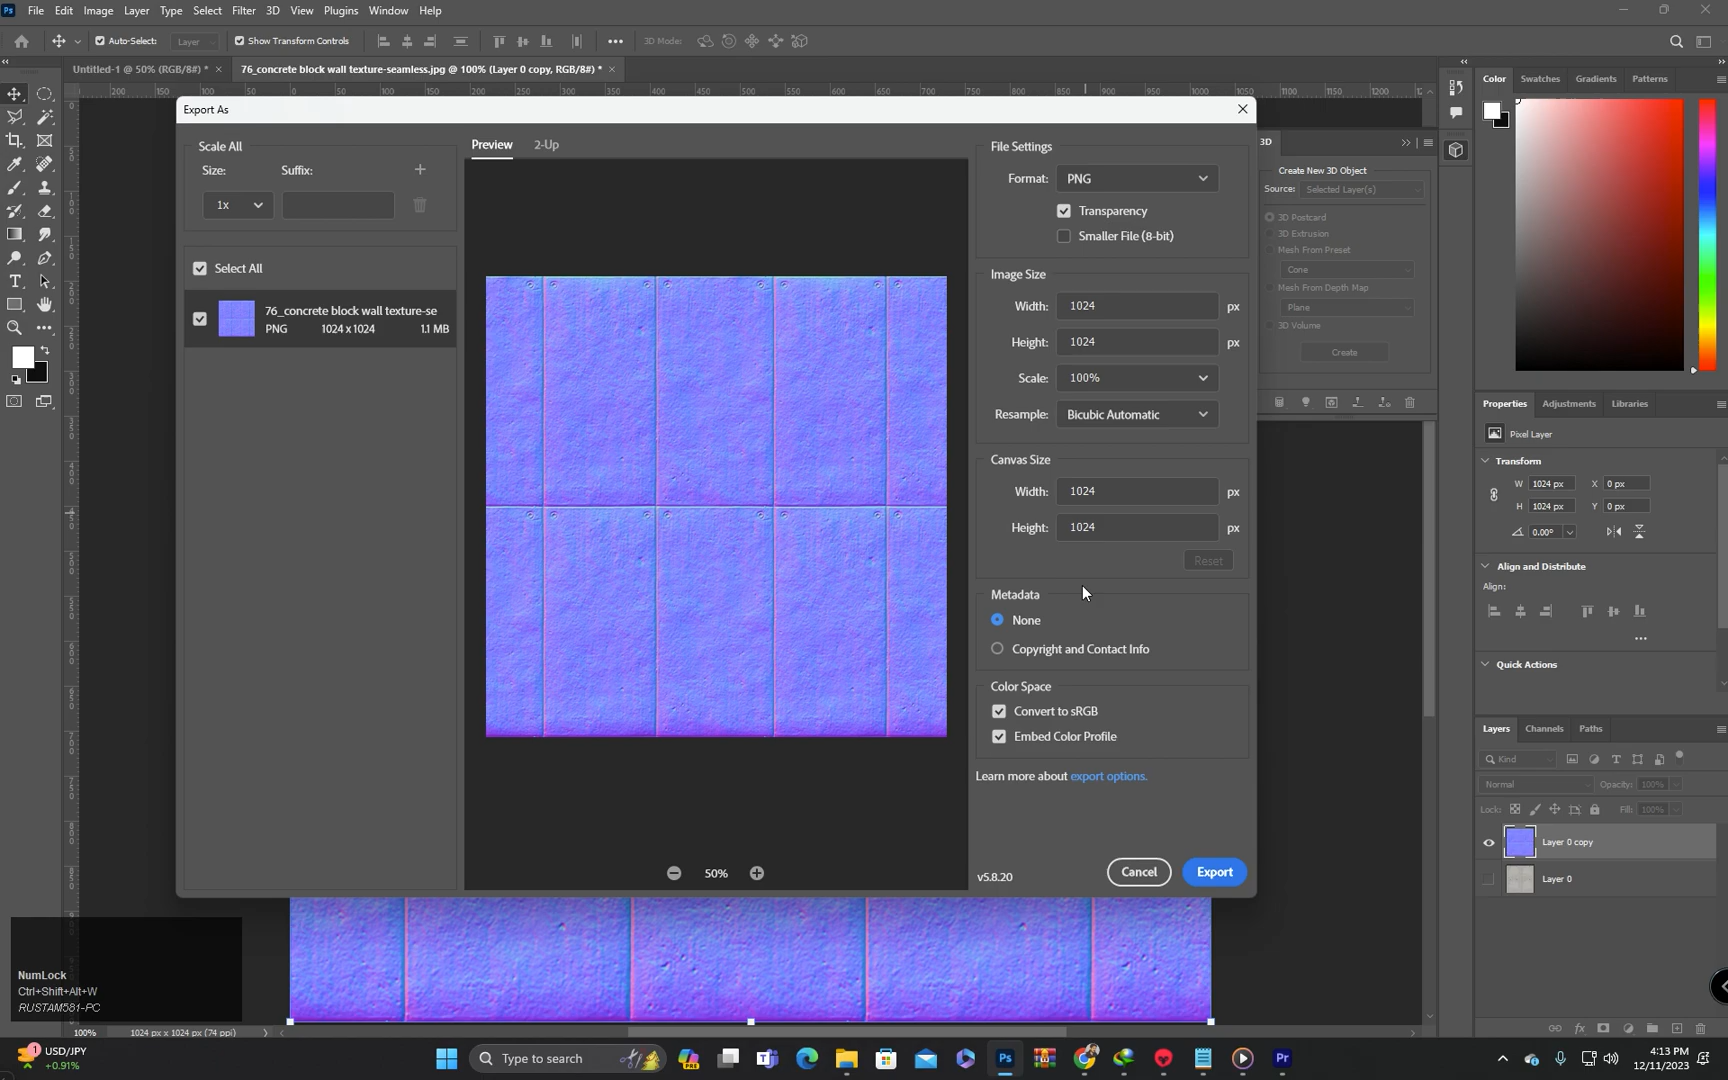 Ps File Edit Image Layer Type Select Filter 3D View Plugins Window Help
Auto-Select: Layer Show Transform Controls 3D Mode:
Untitled-1 @ 50% (RGB/8#) * × 76_concrete block wall texture-seamless.jpg @ 100% (Layer 0 copy, RGB/8#) * ×
Export As
Scale All
Size: Suffix:
1x
Select All
76_concrete block wall texture-se
PNG 1024 x 1024 1.1 MB
Preview 2-Up
50%
File Settings
Format: PNG
Transparency
Smaller File (8-bit)
Image Size
Width: 1024 px
Height: 1024 px
Scale: 100%
Resample: Bicubic Automatic
Canvas Size
Width: 1024 px
Height: 1024 px
Reset
Metadata
None
Copyright and Contact Info
Color Space
Convert to sRGB
Embed Color Profile
Learn more about export options.
v5.8.20 Cancel Export
3D
Create New 3D Object
Source: Selected Layer(s)
3D Postcard
3D Extrusion
Mesh From Preset
Cone
Mesh From Depth Map
Plane
3D Volume
Create
Color Swatches Gradients Patterns
Properties Adjustments Libraries
Pixel Layer
Transform
W 1024 px X 0 px
H 1024 px Y 0 px
0.00°
Align and Distribute
Align:
Quick Actions
Layers Channels Paths
Kind
Normal Opacity: 100%
Lock: Fill: 100%
Layer 0 copy
Layer 0
NumLock
Ctrl+Shift+Alt+W
RUSTAM581-PC
100% 1024 px x 1024 px (74 ppi)
1 USD/JPY
+0.91%
Type here to search
4:13 PM
12/11/2023